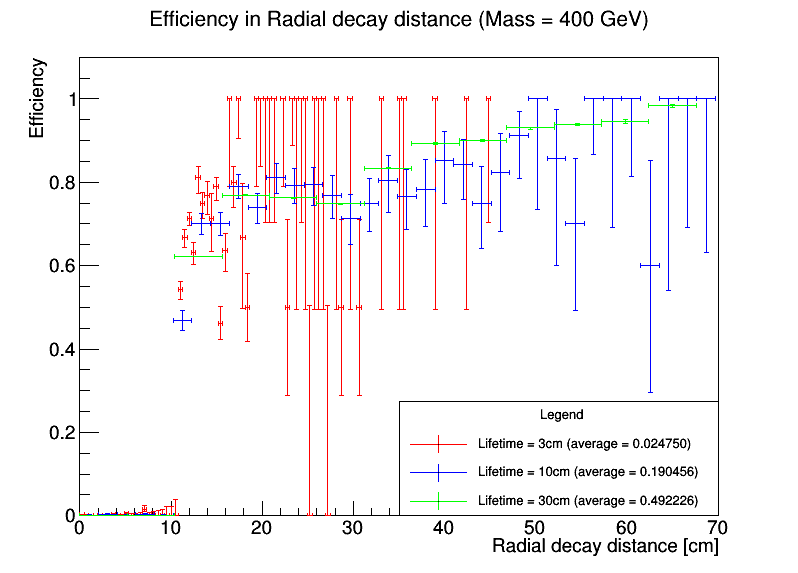 Efficiency in Radial decay distance (Mass = 400 GeV)
Efficiency
1
0.8
0.6
0.4
0.2
0
Legend
Lifetime = 3cm (average = 0.024750)
Lifetime = 10cm (average = 0.190456)
Lifetime = 30cm (average = 0.492226)
0 10 20 30 40 50 60 70
Radial decay distance [cm]